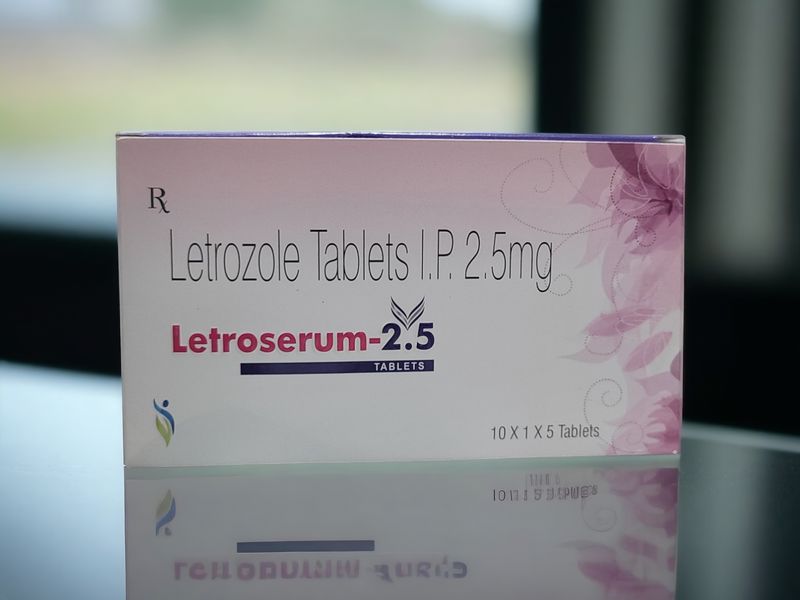 Rx
Letrozole Tablets I.P. 2.5mg
Letroserum-2.5
TABLETS
10 X 1 X 5 Tablets